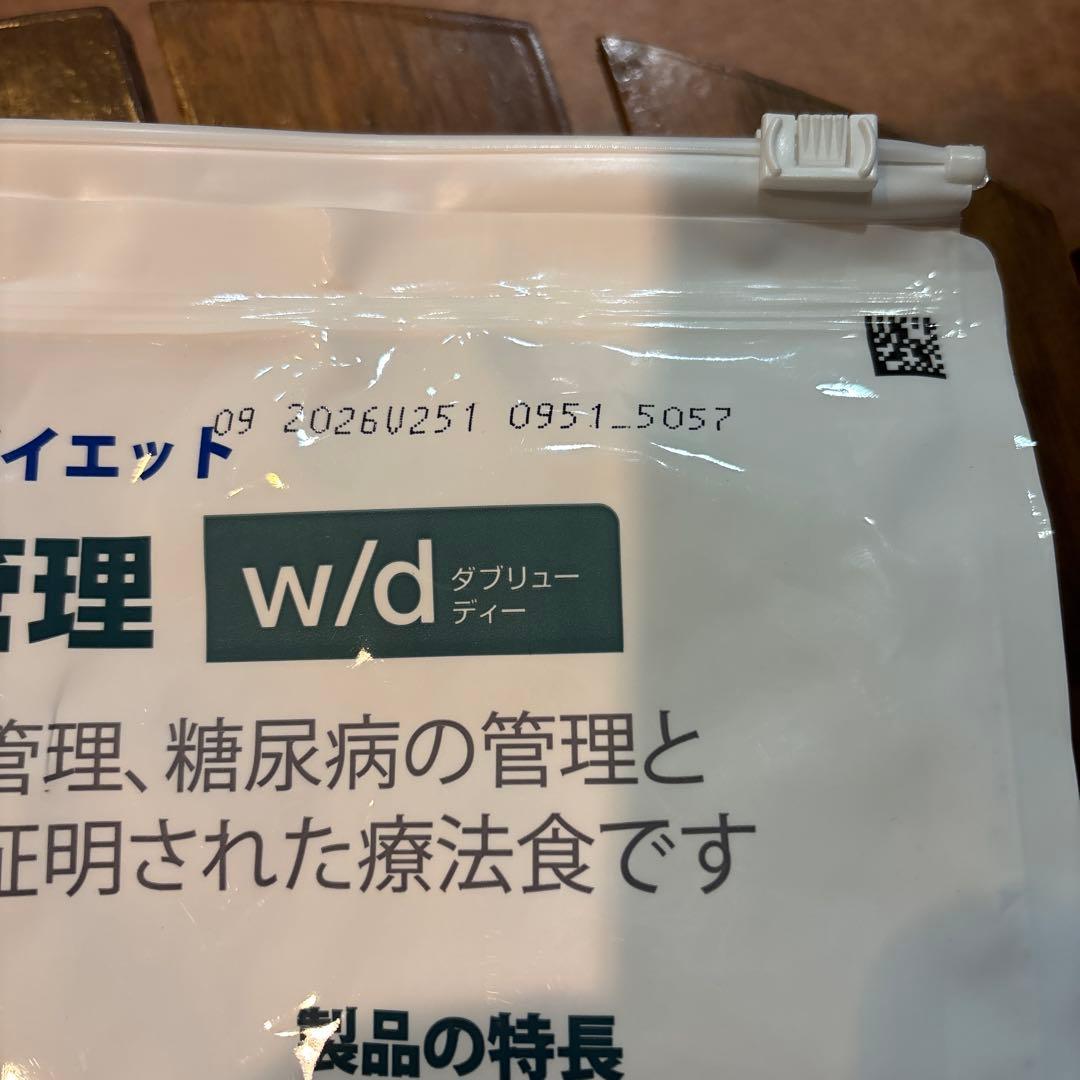 09 2026V251 0951_5057
イエット
管理
w/d ダブリュー
ディー
管理、糖尿病の管理と
証明された療法食です
製品の特長